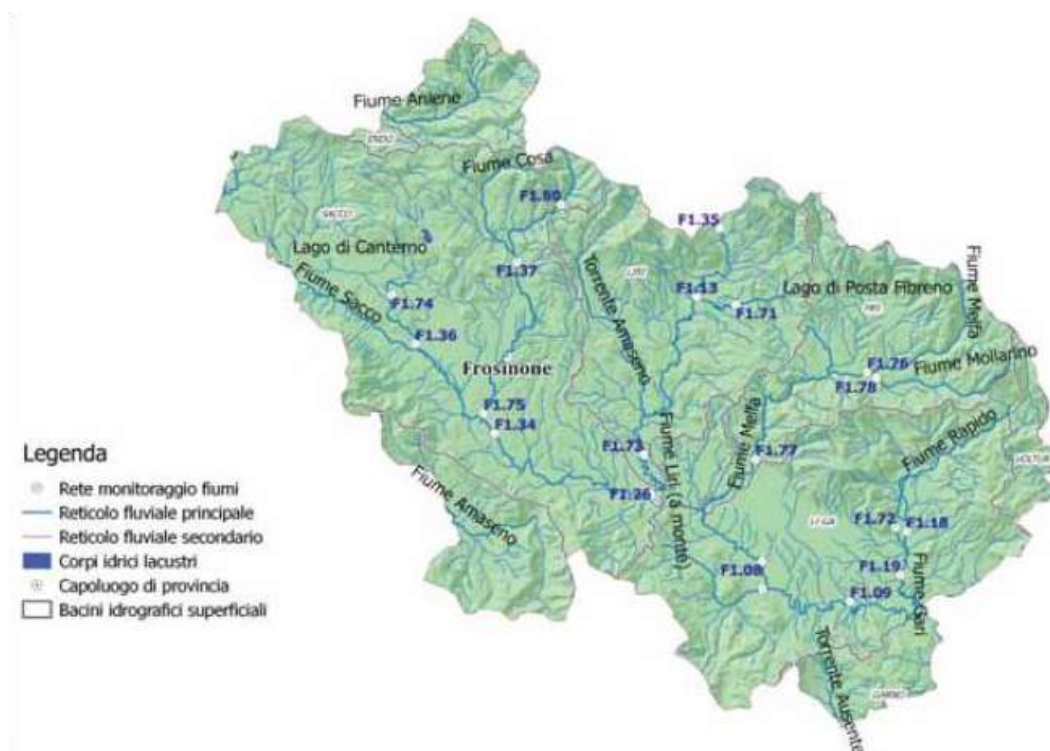 Fiume Aniene
Fiume Cosa
F1.80
SACCO
F1.35
Lago di Canterno
F1.37
Torrente Amaseno
LIRI
Fiume Sacco
F1.74
F1.13
F1.71
Lago di Posta Fibreno
Fiume Melfa
F1.36
Frosinone
F1.76
F1.78
Fiume Mollarino
F1.75
F1.34
F1.73
Fiume Liri (a monte)
Fiume Melfa
F1.77
Fiume Rapido
Fiume Amaseno
F1.26
F1.72
F1.18
F1.08
F1.19
F1.09
Fiume Gari
Torrente Ausente
Legenda
Rete monitoraggio fiumi
Reticolo fluviale principale
Reticolo fluviale secondario
Corpi idrici lacustri
Capoluogo di provincia
Bacini idrografici superficiali